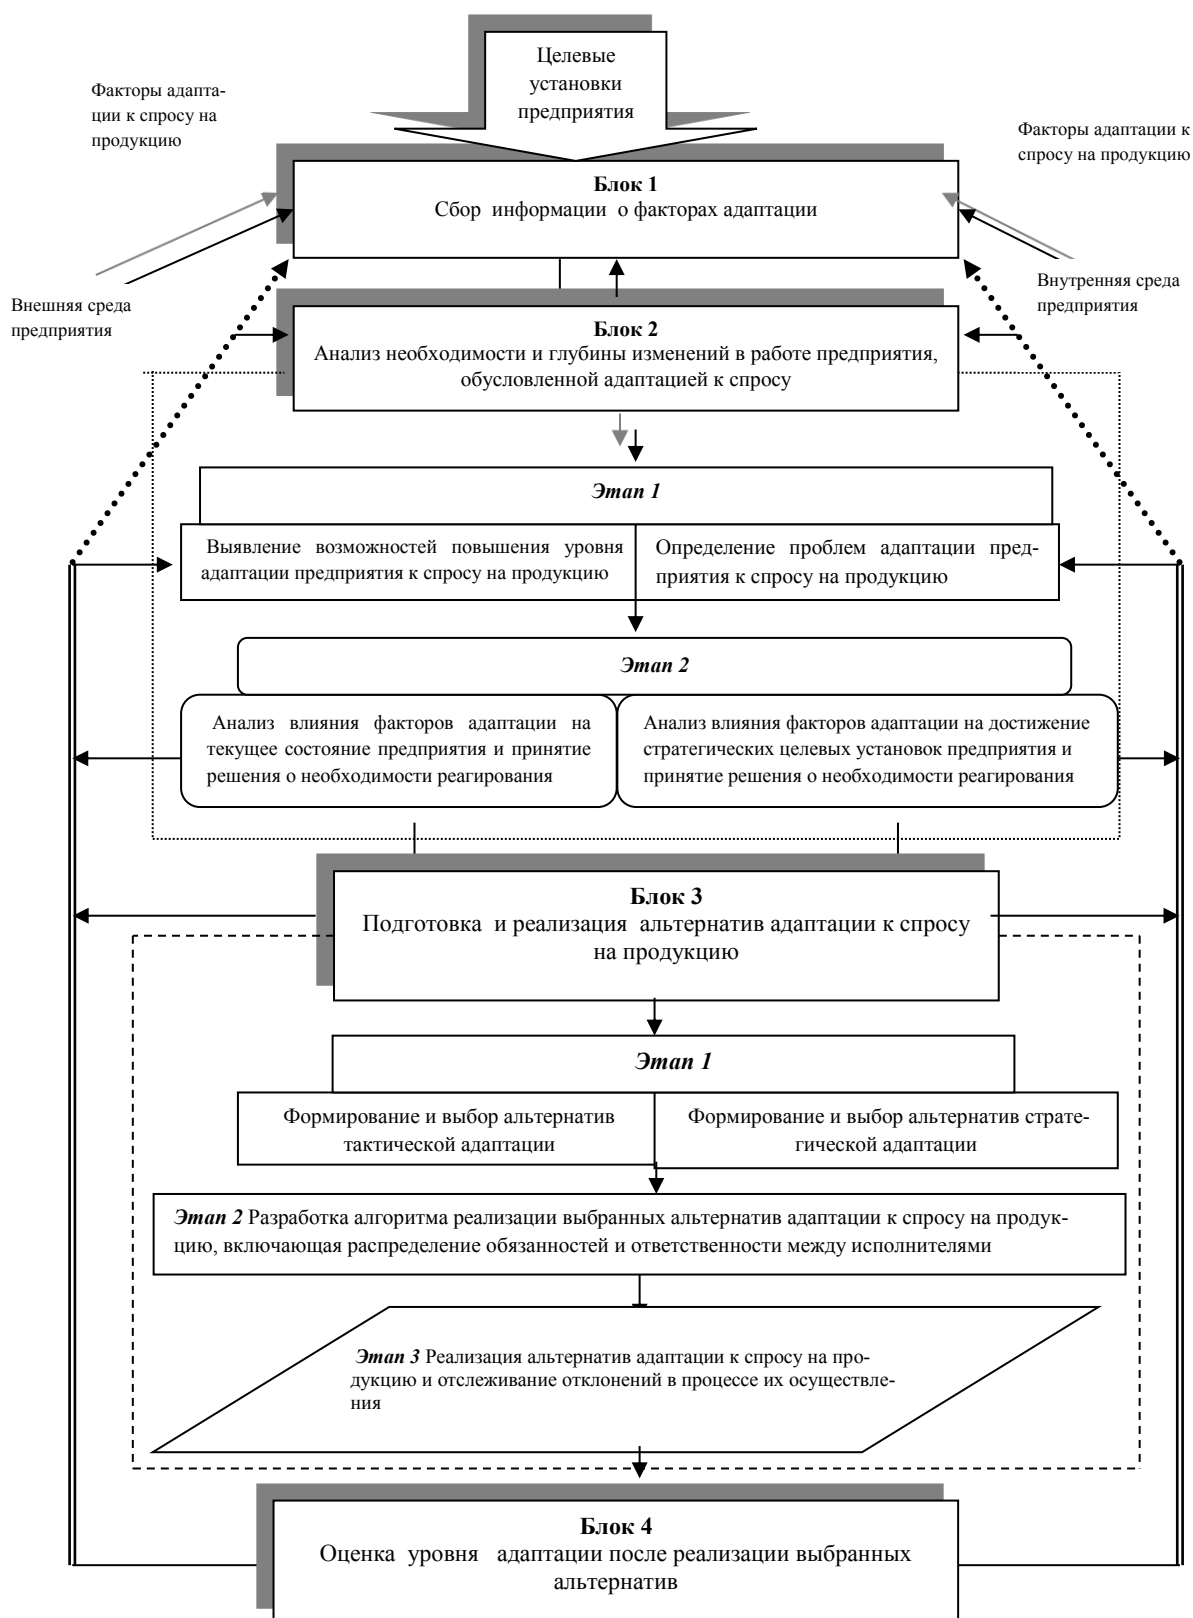 Целевые
установки
предприятия
Факторы адапта-
ции к спросу на
продукцию
Факторы адаптации к
спросу на продукцию
Блок 1
Сбор информации о факторах адаптации
Внешняя среда
предприятия
Внутренняя среда
предприятия
Блок 2
Анализ необходимости и глубины изменений в работе предприятия,
обусловленной адаптацией к спросу
Этап 1
Выявление возможностей повышения уровня
адаптации предприятия к спросу на продукцию
Определение проблем адаптации пред-
приятия к спросу на продукцию
Этап 2
Анализ влияния факторов адаптации на
текущее состояние предприятия и принятие
решения о необходимости реагирования
Анализ влияния факторов адаптации на достижение
стратегических целевых установок предприятия и
принятие решения о необходимости реагирования
Блок 3
Подготовка и реализация альтернатив адаптации к спросу
на продукцию
Этап 1
Формирование и выбор альтернатив
тактической адаптации
Формирование и выбор альтернатив страте-
гической адаптации
Этап 2 Разработка алгоритма реализации выбранных альтернатив адаптации к спросу на продук-
цию, включающая распределение обязанностей и ответственности между исполнителями
Этап 3 Реализация альтернатив адаптации к спросу на про-
дукцию и отслеживание отклонений в процессе их осуществле-
ния
Блок 4
Оценка уровня адаптации после реализации выбранных
альтернатив